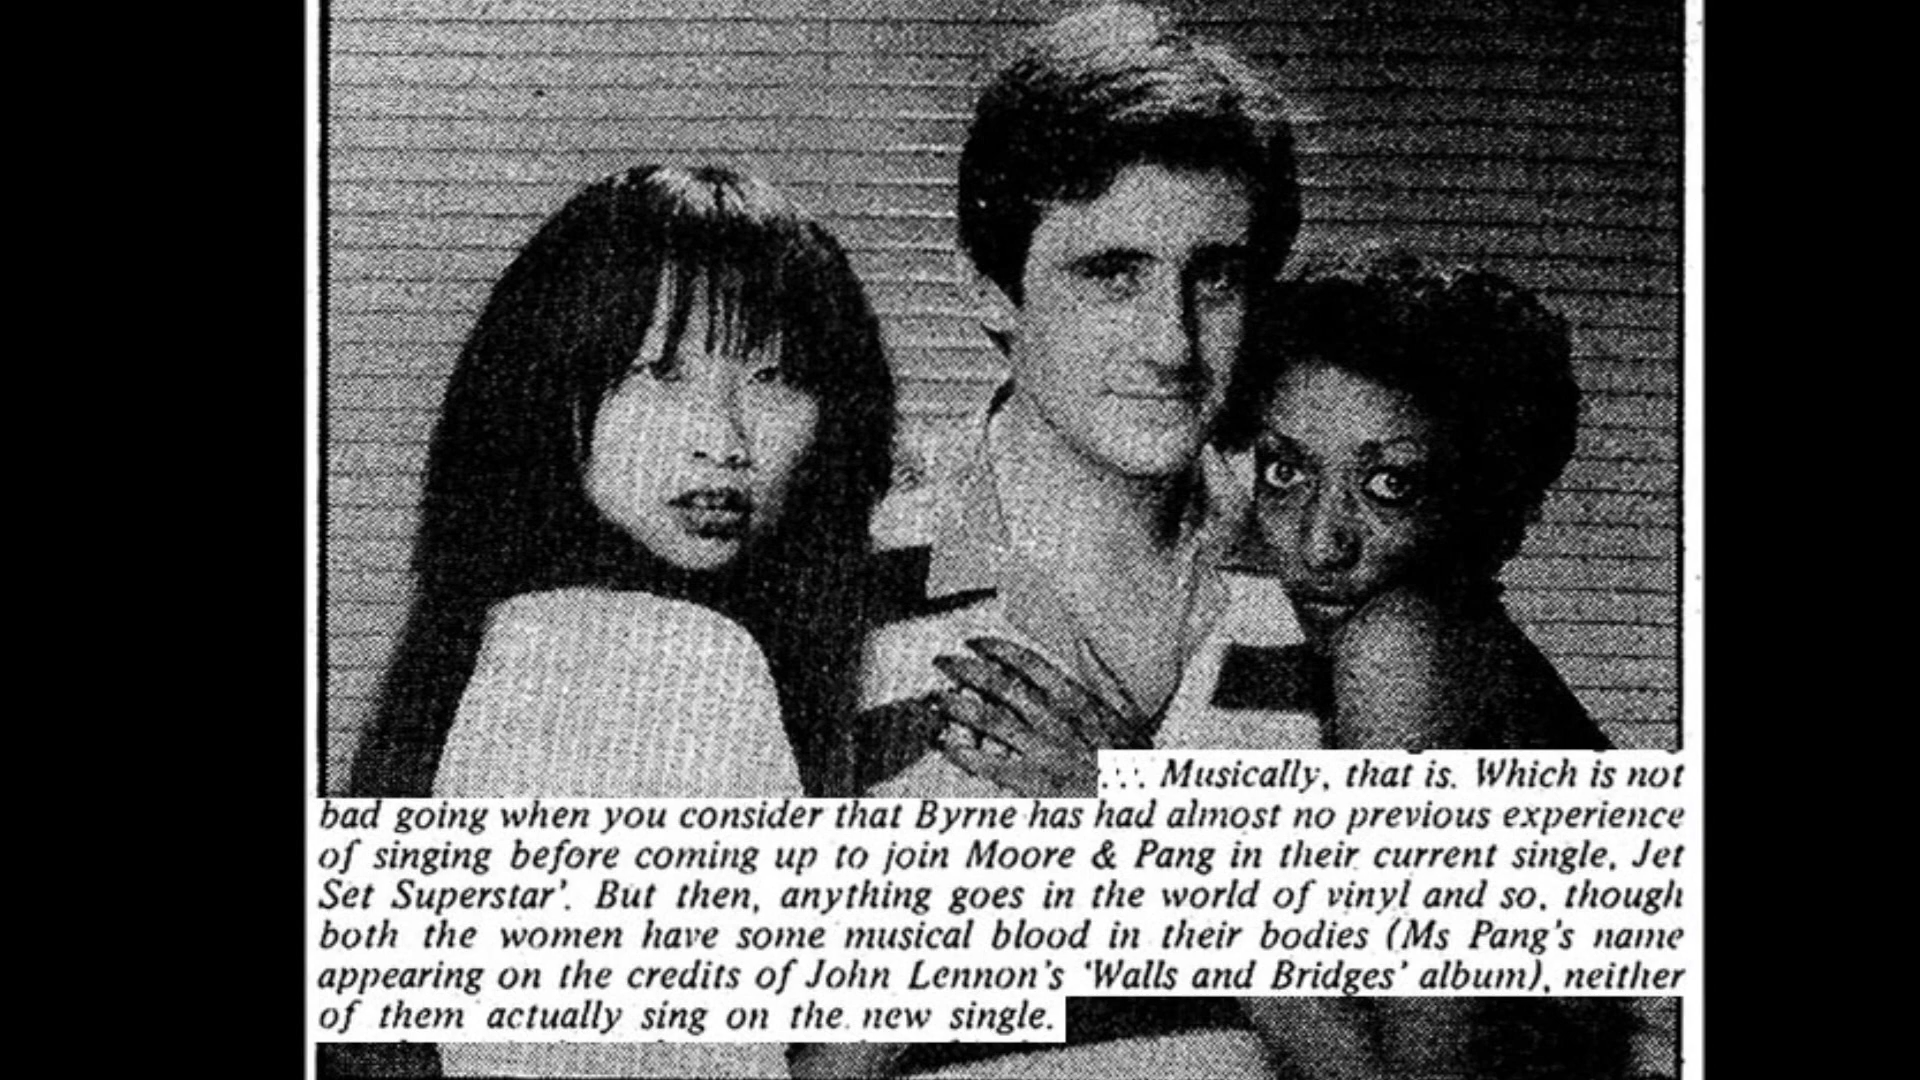 . . . Musically, that is. Which is not
bad going when you consider that Byrne has had almost no previous experience
of singing before coming up to join Moore & Pang in their current single, Jet
Set Superstar'. But then, anything goes in the world of vinyl and so, though
both the women have some musical blood in their bodies (Ms Pang's name
appearing on the credits of John Lennon's 'Walls and Bridges' album), neither
of them actually sing on the new single.